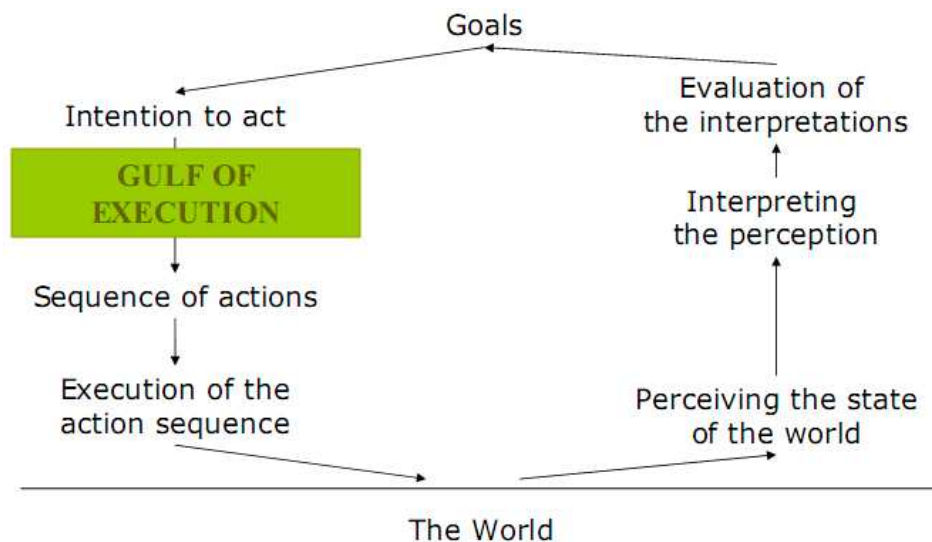 Goals
Intention to act
GULF OF
EXECUTION
Sequence of actions
Execution of the
action sequence
Evaluation of
the interpretations
Interpreting
the perception
Perceiving the state
of the world
The World